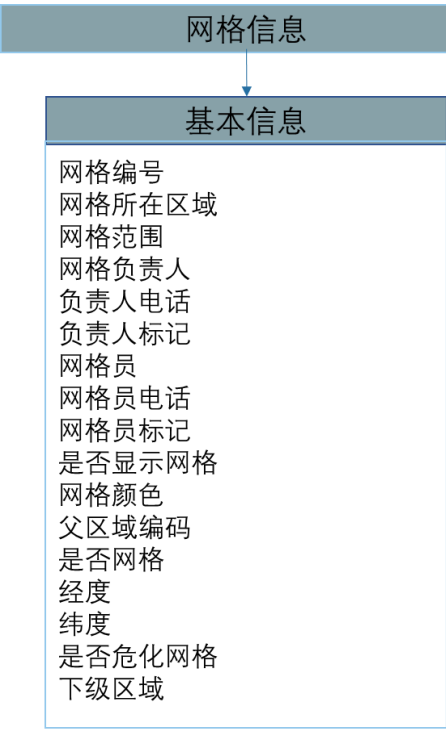 网格信息
基本信息
网格编号
网格所在区域
网格范围
网格负责人
负责人电话
负责人标记
网格员
网格员电话
网格员标记
是否显示网格
网格颜色
父区域编码
是否网格
经度
纬度
是否危化网格
下级区域